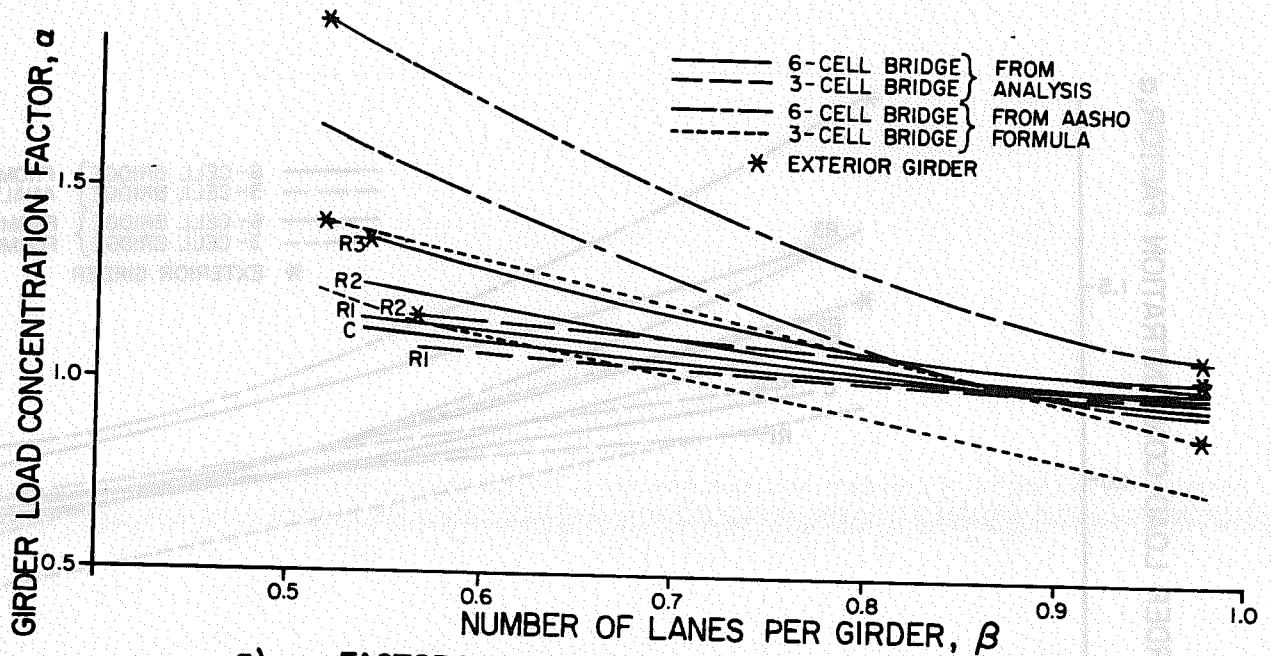 GIRDER LOAD CONCENTRATION FACTOR, α
1.5
1.0
0.5
6-CELL BRIDGE } FROM
3-CELL BRIDGE } ANALYSIS
6-CELL BRIDGE } FROM AASHO
3-CELL BRIDGE } FORMULA
* EXTERIOR GIRDER
R3
R2
R1 R2
C
R1
0.5 0.6 0.7 0.8 0.9 1.0
NUMBER OF LANES PER GIRDER, β